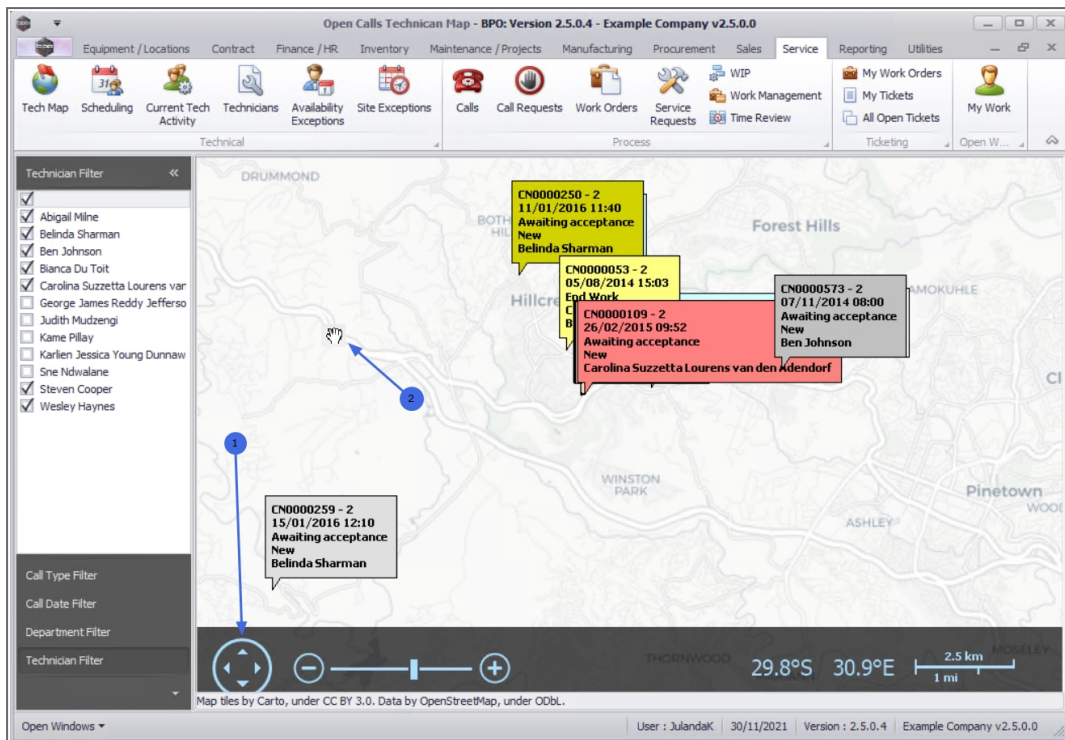 Open Calls Technican Map - BPO: Version 2.5.0.4 - Example Company v2.5.0.0
Equipment / Locations Contract Finance / HR Inventory Maintenance / Projects Manufacturing Procurement Sales Service Reporting Utilities
Tech Map
Scheduling
Current Tech Activity
Technicians
Availability Exceptions
Site Exceptions
Technical
Calls
Call Requests
Work Orders
Service Requests
WIP
Work Management
Time Review
Process
My Work Orders
My Tickets
All Open Tickets
Ticketing
My Work
Open W...
Technician Filter
Abigail Milne
Belinda Sharman
Ben Johnson
Bianca Du Toit
Carolina Suzzetta Lourens van
George James Reddy Jefferso
Judith Mudzengi
Kame Pillay
Karlien Jessica Young Dunnaw
Sne Ndwalane
Steven Cooper
Wesley Haynes
Call Type Filter
Call Date Filter
Department Filter
Technician Filter
DRUMMOND
CN0000250 - 2
11/01/2016 11:40
Awaiting acceptance
New
Belinda Sharman
BOTH
HIL
Forest Hills
CN0000053 - 2
05/08/2014 15:03
End Work
C
B
Hillcre
CN0000109 - 2
26/02/2015 09:52
Awaiting acceptance
New
Carolina Suzzetta Lourens van den Adendorf
CN0000573 - 2
07/11/2014 08:00
Awaiting acceptance
New
Ben Johnson
AMOKUHLE
Cl
2
1
WINSTON
PARK
Pinetown
WOO
ASHLEY
CN0000259 - 2
15/01/2016 12:10
Awaiting acceptance
New
Belinda Sharman
THORNWOOD
MOSELEY
29.8°S 30.9°E
2.5 km
1 mi
Map tiles by Carto, under CC BY 3.0. Data by OpenStreetMap, under ODbL.
Open Windows
User : JulandaK 30/11/2021 Version : 2.5.0.4 Example Company v2.5.0.0